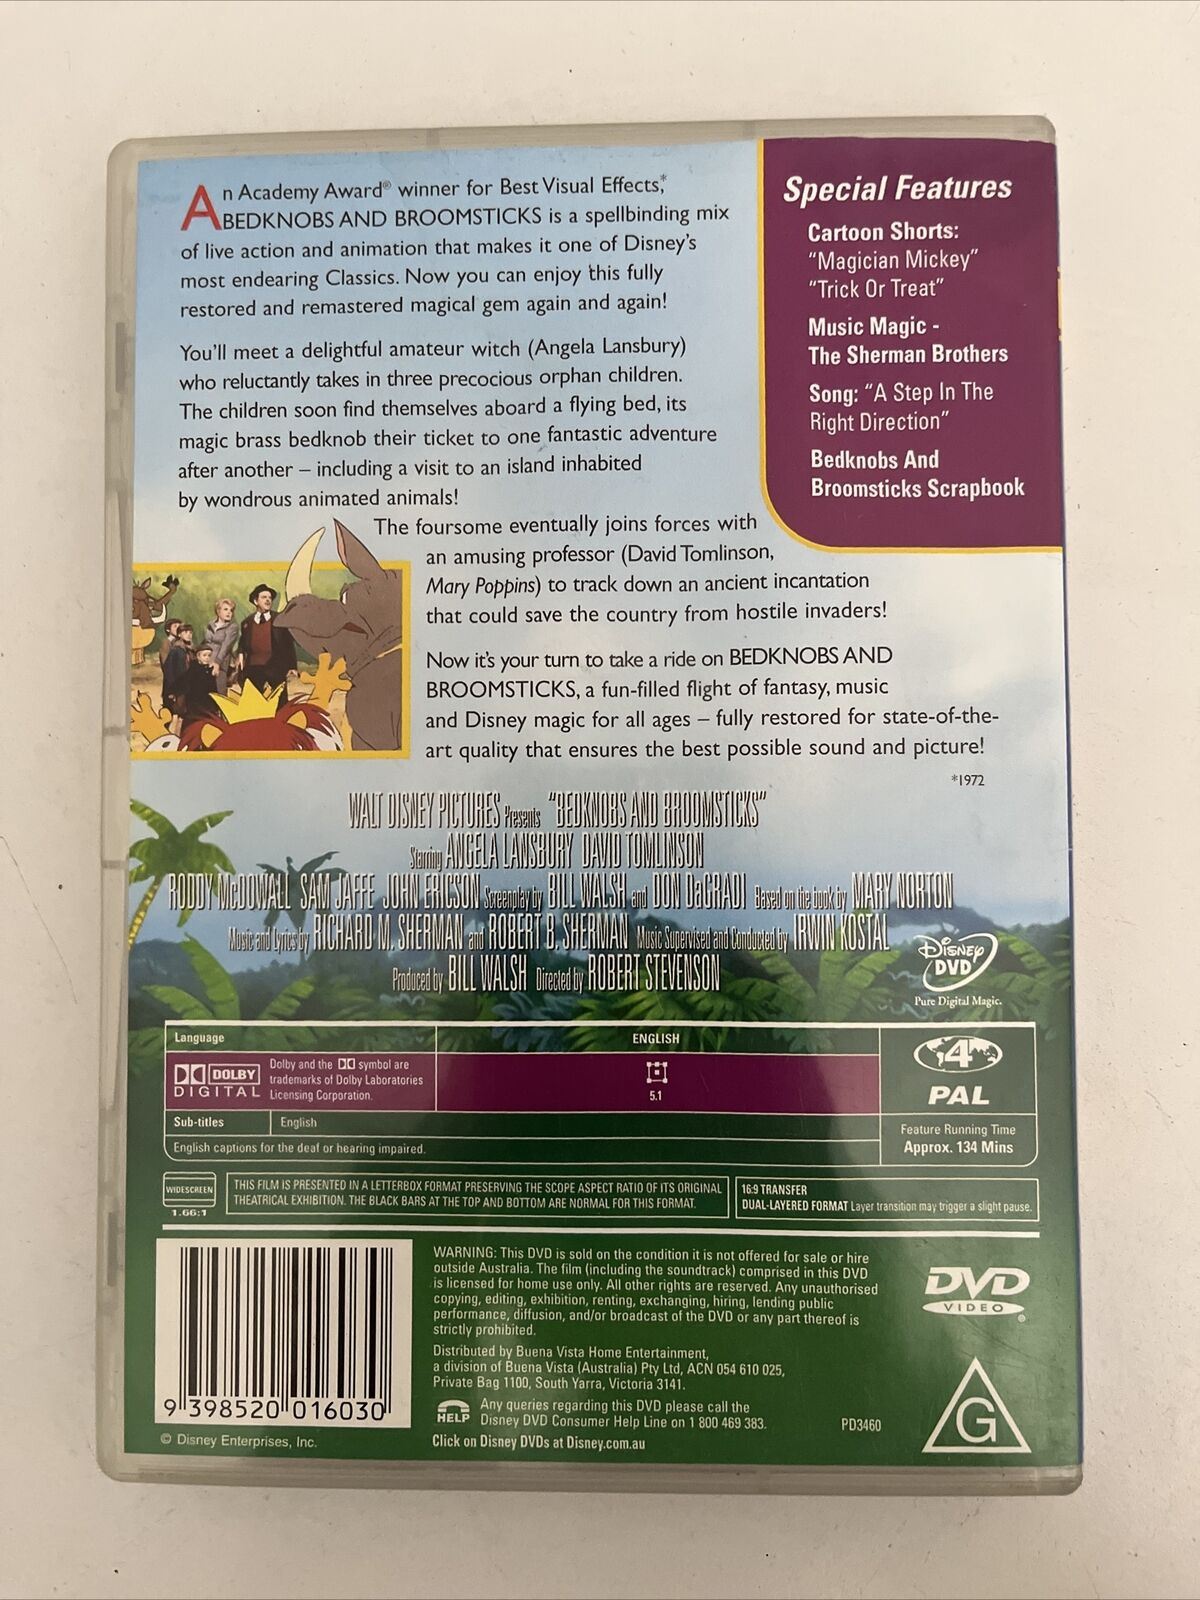 An Academy Award® winner for Best Visual Effects,*
BEDKNOBS AND BROOMSTICKS is a spellbinding mix
of live action and animation that makes it one of Disney's
most endearing Classics. Now you can enjoy this fully
restored and remastered magical gem again and again!
You'll meet a delightful amateur witch (Angela Lansbury)
who reluctantly takes in three precocious orphan children.
The children soon find themselves aboard a flying bed, its
magic brass bedknob their ticket to one fantastic adventure
after another – including a visit to an island inhabited
by wondrous animated animals!
The foursome eventually joins forces with
an amusing professor (David Tomlinson,
Mary Poppins) to track down an ancient incantation
that could save the country from hostile invaders!
Now it's your turn to take a ride on BEDKNOBS AND
BROOMSTICKS, a fun-filled flight of fantasy, music
and Disney magic for all ages – fully restored for state-of-the-
art quality that ensures the best possible sound and picture!
*1972
Special Features
Cartoon Shorts:
"Magician Mickey"
"Trick Or Treat"
Music Magic -
The Sherman Brothers
Song: "A Step In The
Right Direction"
Bedknobs And
Broomsticks Scrapbook
WALT DISNEY PICTURES Presents "BEDKNOBS AND BROOMSTICKS"
Starring ANGELA LANSBURY DAVID TOMLINSON
RODDY McDOWALL SAM JAFFE JOHN ERICSON Screenplay by BILL WALSH and DON DaGRADI Based on the book by MARY NORTON
Music and Lyrics by RICHARD M. SHERMAN and ROBERT B. SHERMAN Music Supervised and Conducted by IRWIN KOSTAL
Produced by BILL WALSH Directed by ROBERT STEVENSON
Disney
DVD
Pure Digital Magic.
Language
ENGLISH
DOLBY
DIGITAL
Dolby and the DD symbol are
trademarks of Dolby Laboratories
Licensing Corporation.
5.1
Sub-titles
English
English captions for the deaf or hearing impaired.
4
PAL
Feature Running Time
Approx. 134 Mins
WIDESCREEN
1.66:1
THIS FILM IS PRESENTED IN A LETTERBOX FORMAT PRESERVING THE SCOPE ASPECT RATIO OF ITS ORIGINAL
THEATRICAL EXHIBITION. THE BLACK BARS AT THE TOP AND BOTTOM ARE NORMAL FOR THIS FORMAT.
16:9 TRANSFER
DUAL-LAYERED FORMAT Layer transition may trigger a slight pause.
9 398520 016030
© Disney Enterprises, Inc.
WARNING: This DVD is sold on the condition it is not offered for sale or hire
outside Australia. The film (including the soundtrack) comprised in this DVD
is licensed for home use only. All other rights are reserved. Any unauthorised
copying, editing, exhibition, renting, exchanging, hiring, lending public
performance, diffusion, and/or broadcast of the DVD or any part thereof is
strictly prohibited.
Distributed by Buena Vista Home Entertainment,
a division of Buena Vista (Australia) Pty Ltd, ACN 054 610 025,
Private Bag 1100, South Yarra, Victoria 3141.
HELP
Any queries regarding this DVD please call the
Disney DVD Consumer Help Line on 1 800 469 383.
Click on Disney DVDs at Disney.com.au
PD3460
DVD
VIDEO
G